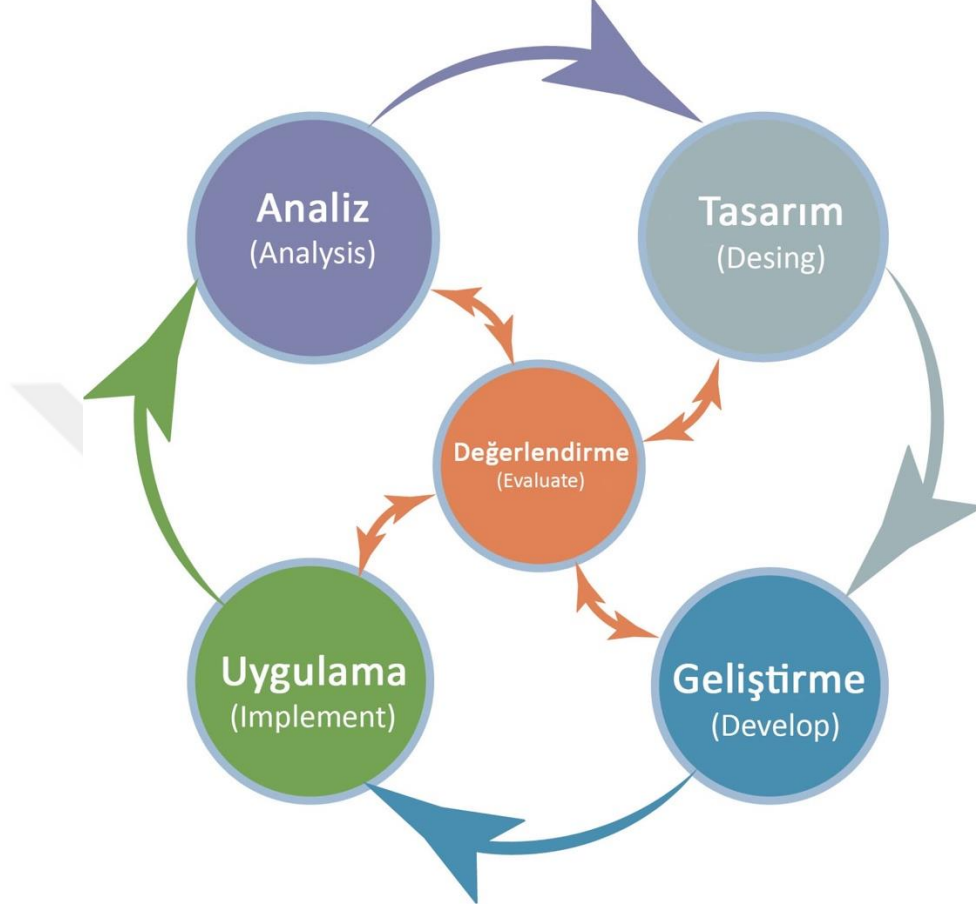 Analiz
(Analysis)
Tasarım
(Desing)
Değerlendirme
(Evaluate)
Uygulama
(Implement)
Geliştirme
(Develop)